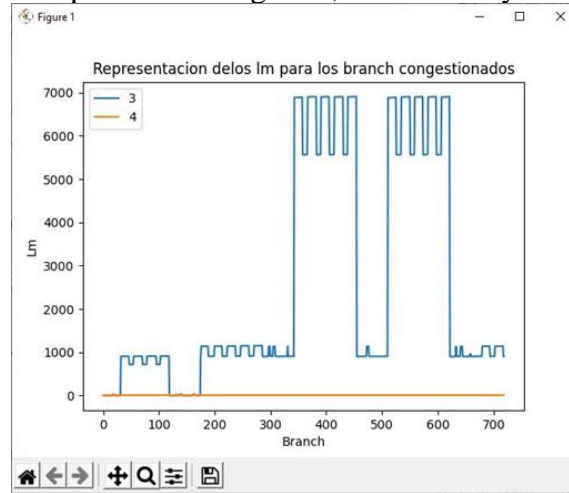 Figure 1
Representacion delos lm para los branch congestionados
3
4
7000
6000
5000
4000
3000
2000
1000
0
Lm
0 100 200 300 400 500 600 700
Branch